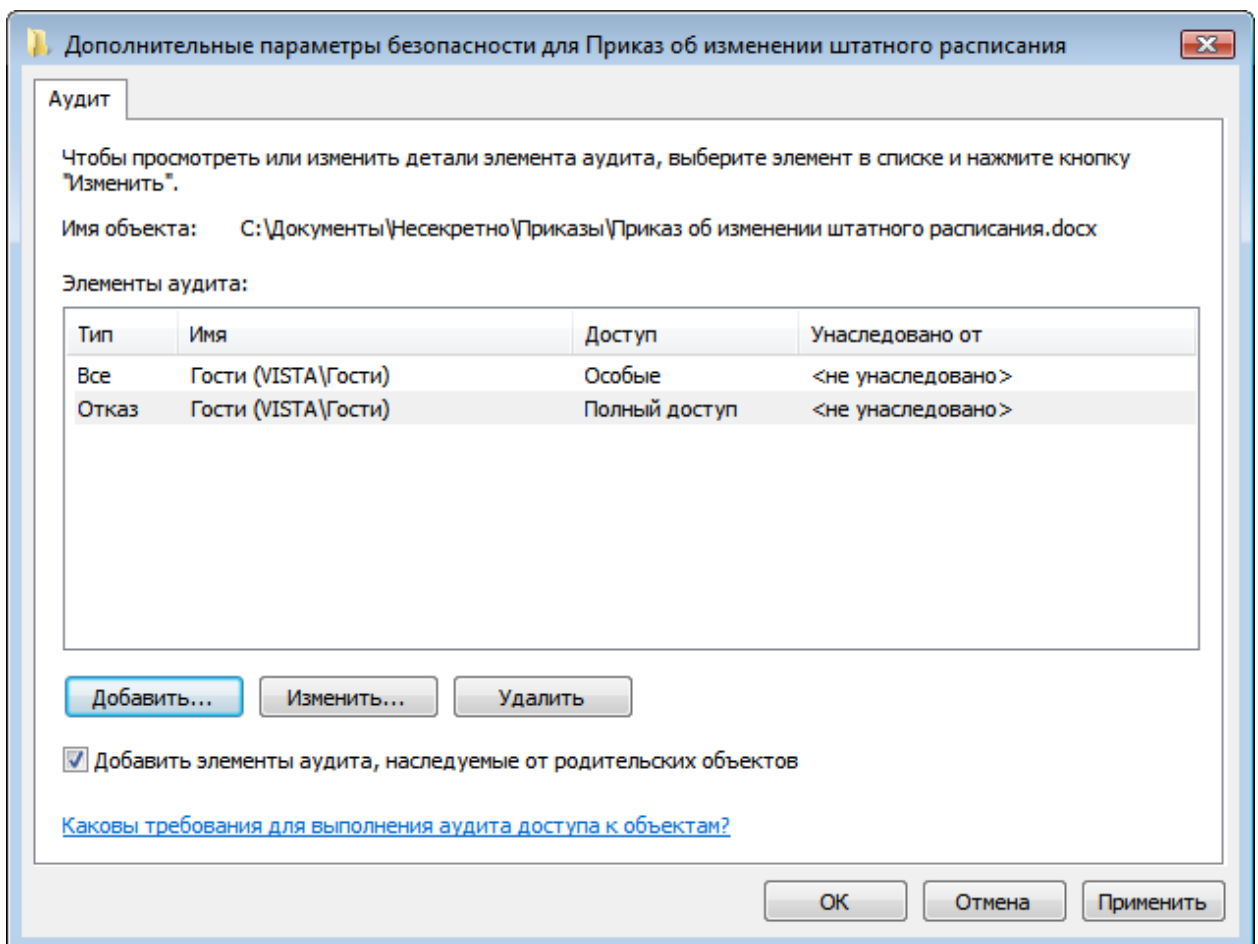 Дополнительные параметры безопасности для Приказ об изменении штатного расписания
Аудит
Чтобы просмотреть или изменить детали элемента аудита, выберите элемент в списке и нажмите кнопку
"Изменить".
Имя объекта: C:\Документы\Несекретно\Приказы\Приказ об изменении штатного расписания.docx
Элементы аудита:
Тип Имя Доступ Унаследовано от
Все Гости (VISTA\Гости) Особые <не унаследовано>
Отказ Гости (VISTA\Гости) Полный доступ <не унаследовано>
Добавить... Изменить... Удалить
Добавить элементы аудита, наследуемые от родительских объектов
Каковы требования для выполнения аудита доступа к объектам?
ОК Отмена Применить